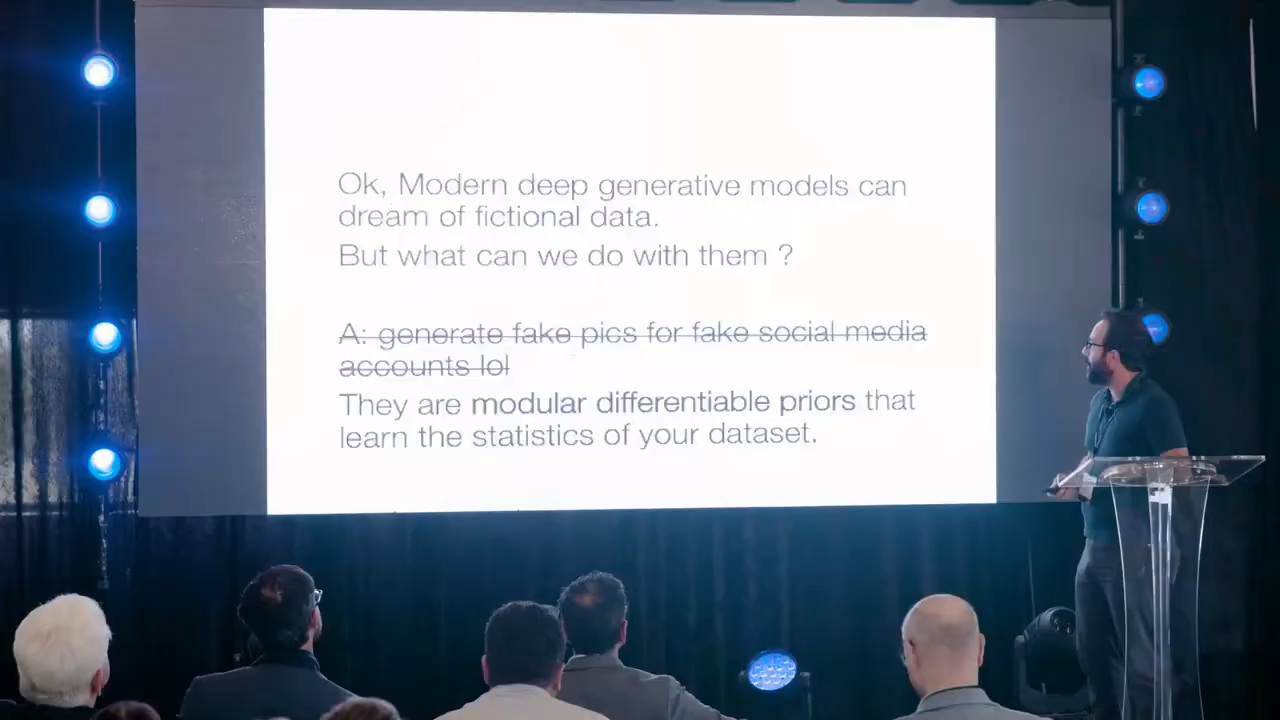 Ok, Modern deep generative models can
dream of fictional data.
But what can we do with them ?
A: generate fake pics for fake social media
accounts lol
They are modular differentiable priors that
learn the statistics of your dataset.